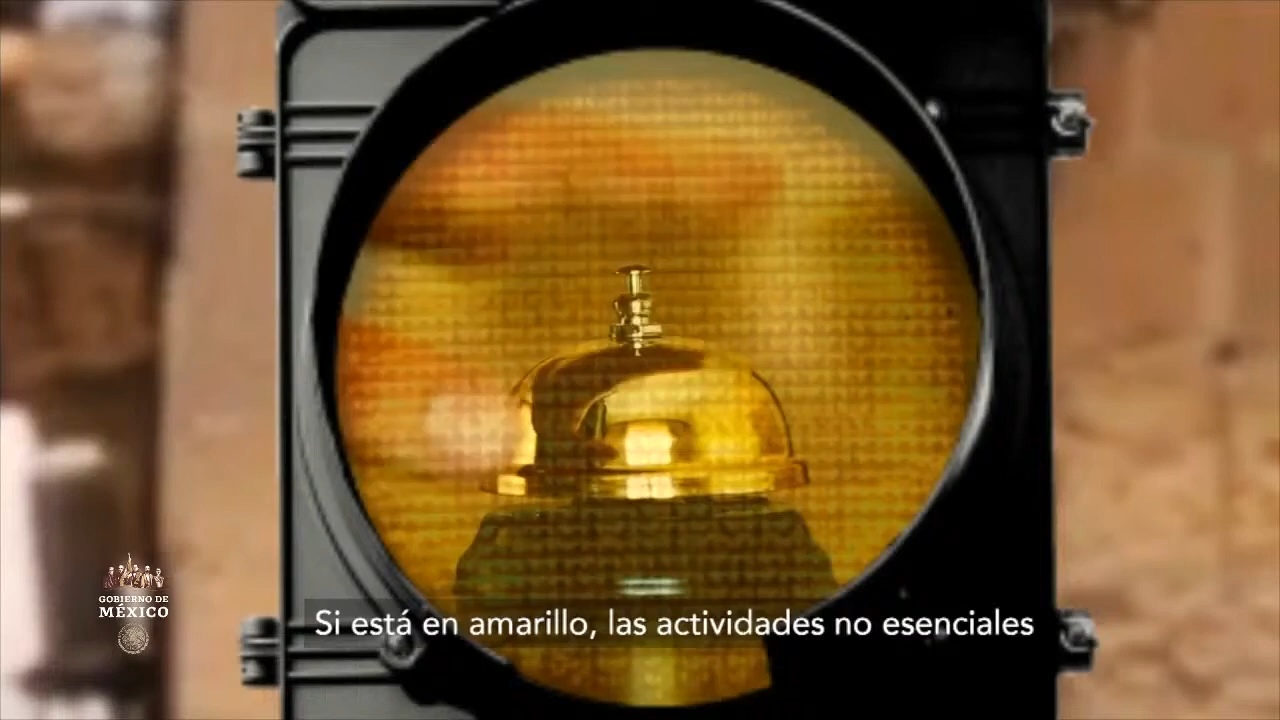 GOBIERNO DE
MÉXICO
Si está en amarillo, las actividades no esenciales